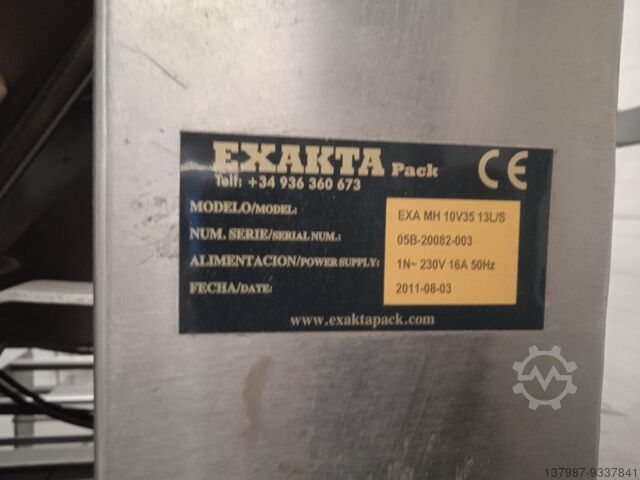 EXAKTA Pack CE
Telf: +34 936 360 673
MODELO/MODEL: EXA MH 10V35 13L/S
NUM. SERIE/SERIAL NUM.: 05B-20082-003
ALIMENTACION/POWER SUPPLY: 1N~ 230V 16A 50Hz
FECHA/DATE: 2011-08-03
www.exaktapack.com
137987-9337841